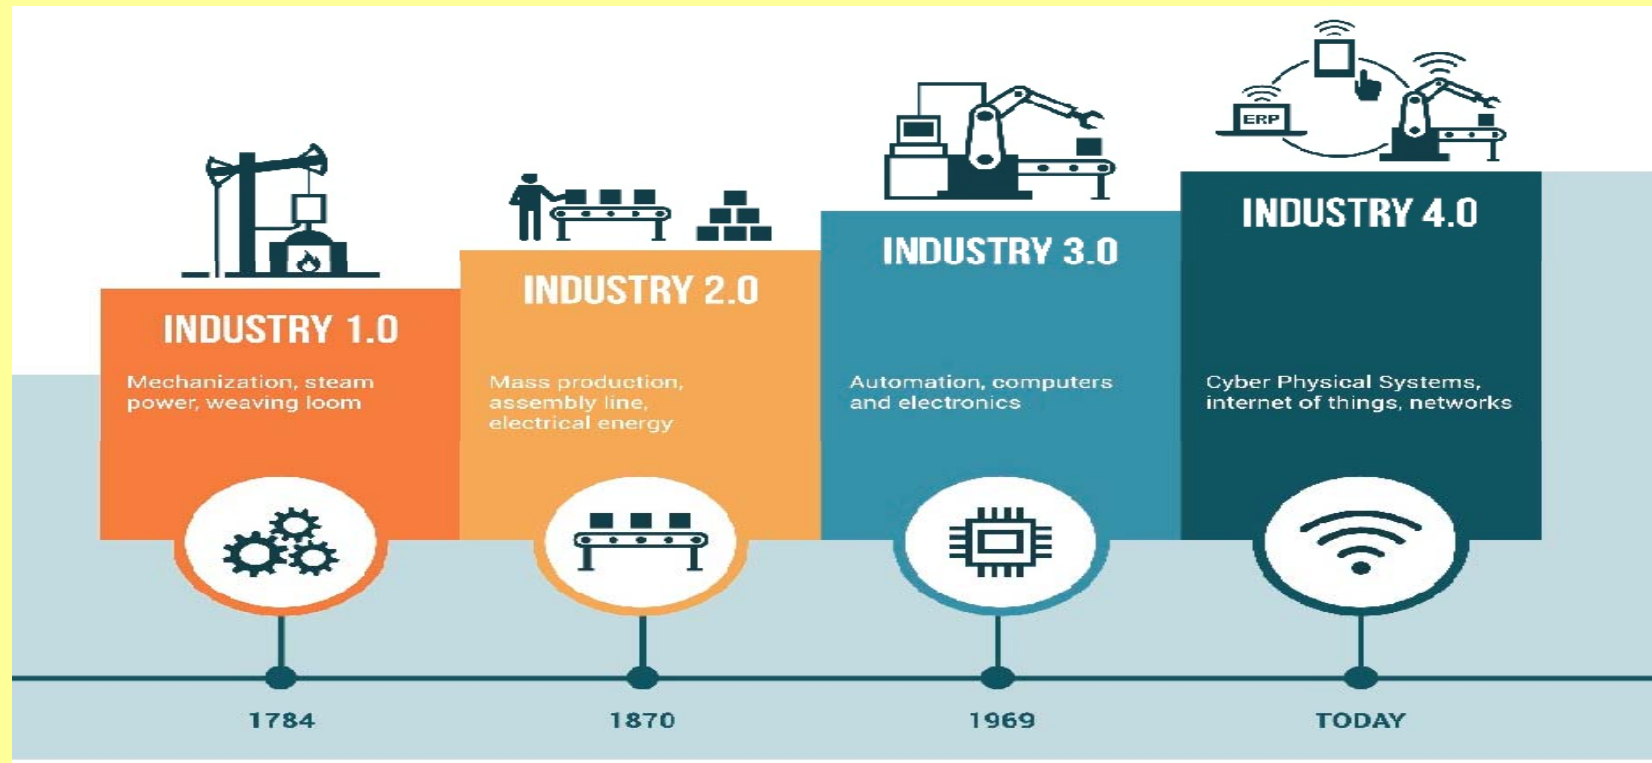 INDUSTRY 1.0
Mechanization, steam
power, weaving loom
1784
INDUSTRY 2.0
Mass production,
assembly line,
electrical energy
1870
INDUSTRY 3.0
Automation, computers
and electronics
1969
ERP
INDUSTRY 4.0
Cyber Physical Systems,
internet of things, networks
TODAY